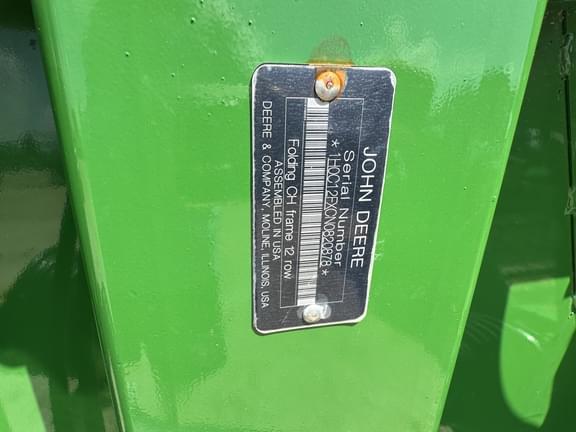 JOHN DEERE
Serial Number
*1H0C12FXCN0820878*
Folding CH frame 12 row
ASSEMBLED IN USA
DEERE & COMPANY, MOLINE, ILLINOIS, USA